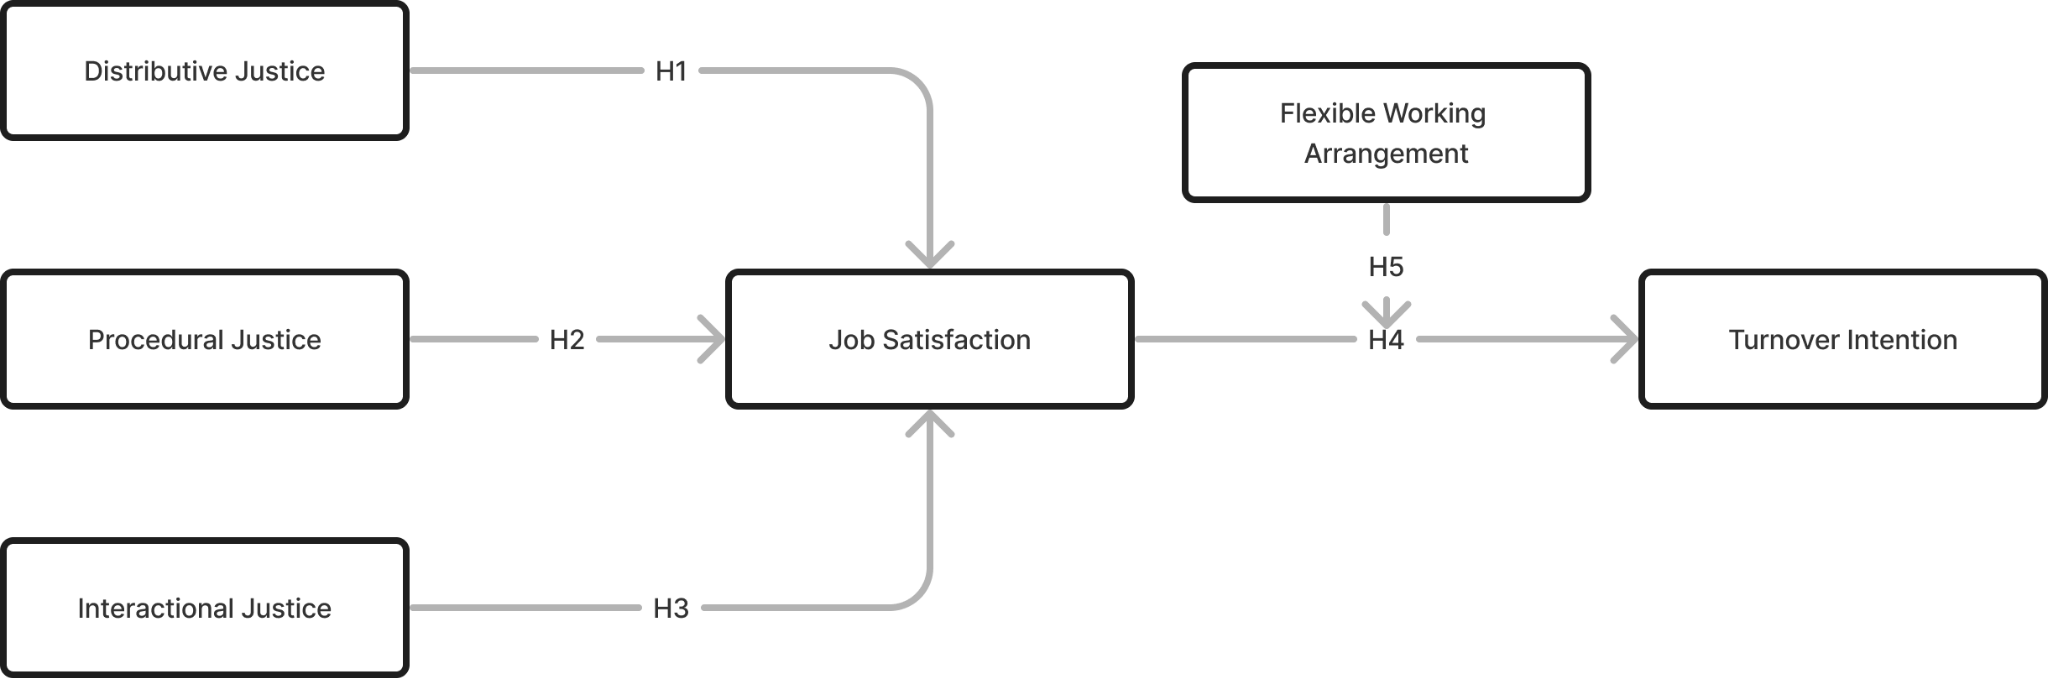 Distributive Justice
H1
Flexible Working
Arrangement
H5
Procedural Justice
H2
Job Satisfaction
H4
Turnover Intention
Interactional Justice
H3